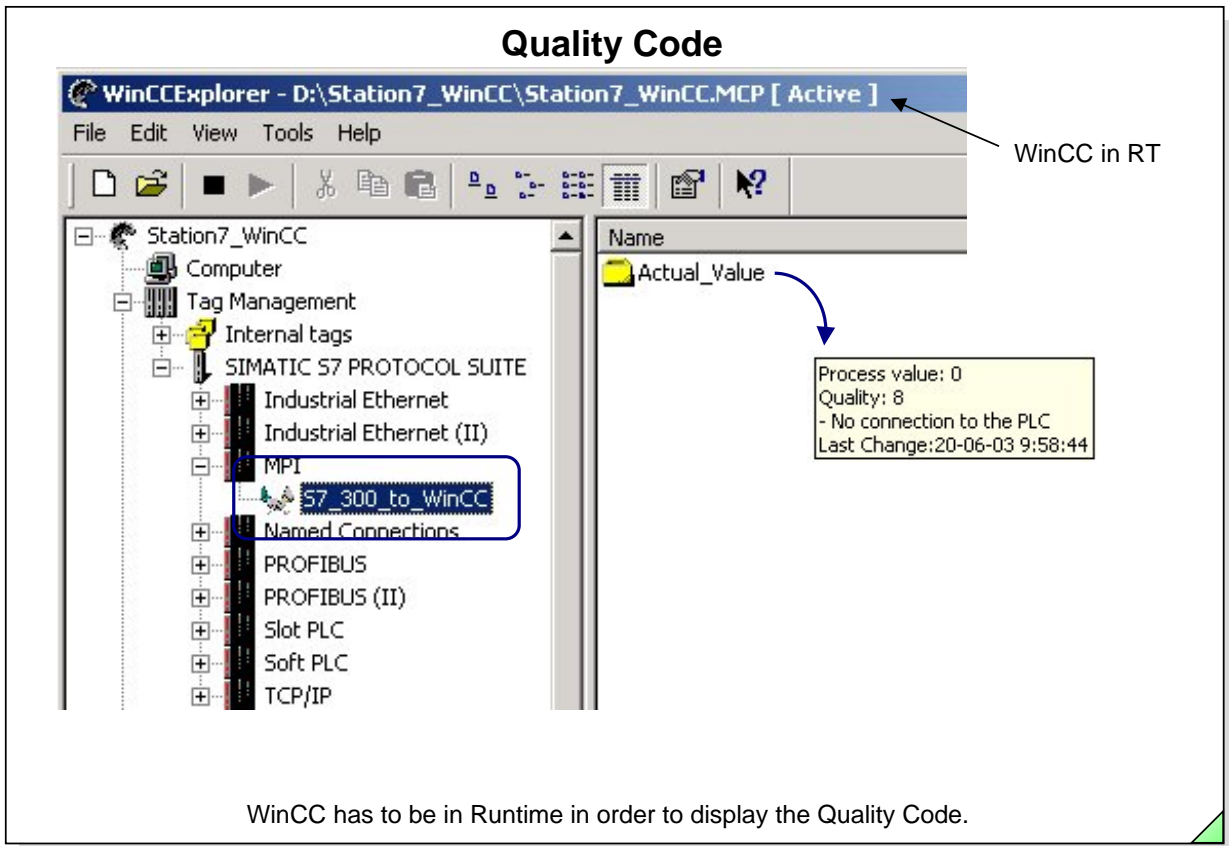 Quality Code
WinCCExplorer - D:\Station7_WinCC\Station7_WinCC.MCP [ Active ]
WinCC in RT
File Edit View Tools Help
Station7_WinCC
Computer
Tag Management
Internal tags
SIMATIC S7 PROTOCOL SUITE
Industrial Ethernet
Industrial Ethernet (II)
MPI
S7_300_to_WinCC
Named Connections
PROFIBUS
PROFIBUS (II)
Slot PLC
Soft PLC
TCP/IP
Name
Actual_Value
Process value: 0
Quality: 8
- No connection to the PLC
Last Change:20-06-03 9:58:44
WinCC has to be in Runtime in order to display the Quality Code.